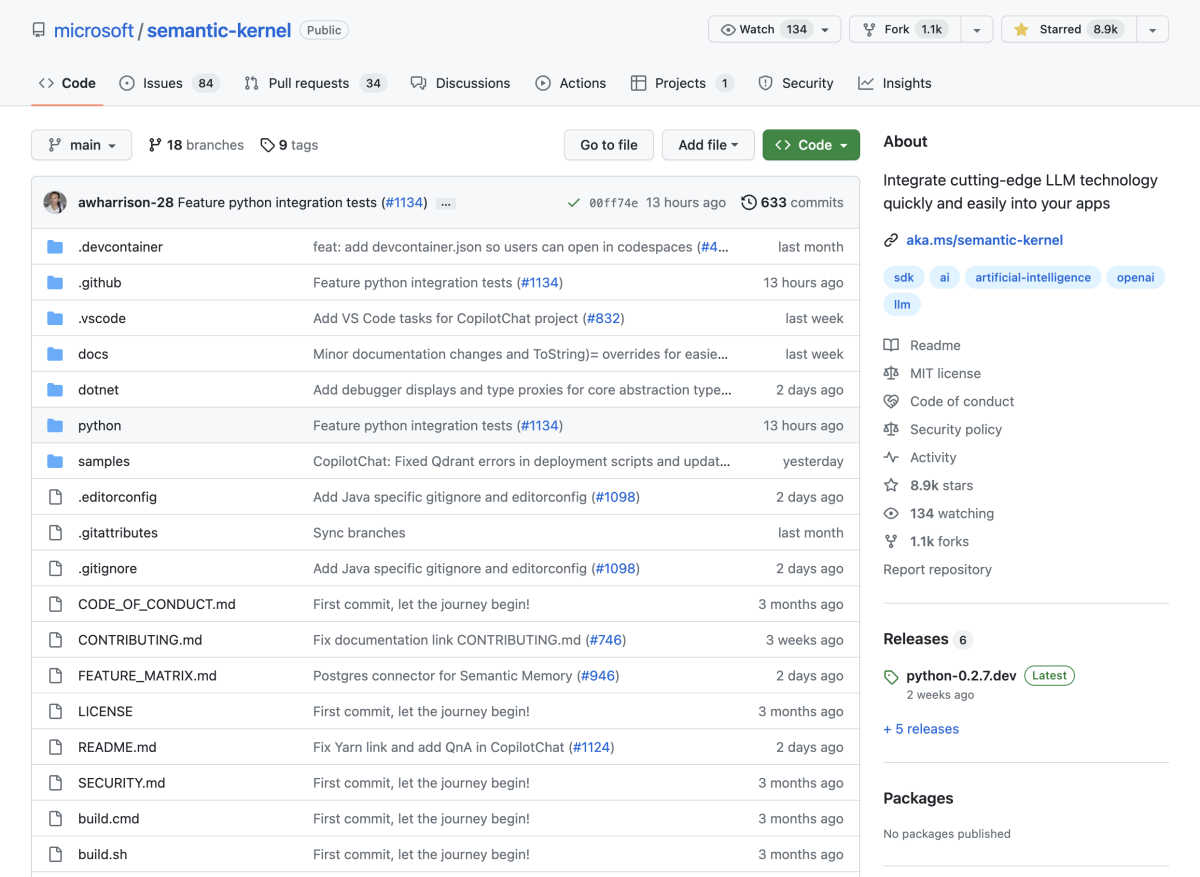 microsoft / semantic-kernel Public Watch 134 Fork 1.1k Starred 8.9k
Code Issues 84 Pull requests 34 Discussions Actions Projects 1 Security Insights
main 18 branches 9 tags Go to file Add file Code
awharrison-28 Feature python integration tests (#1134) ... 00ff74e 13 hours ago 633 commits
.devcontainer feat: add devcontainer.json so users can open in codespaces (#4... last month
.github Feature python integration tests (#1134) 13 hours ago
.vscode Add VS Code tasks for CopilotChat project (#832) last week
docs Minor documentation changes and ToString)= overrides for easie... last week
dotnet Add debugger displays and type proxies for core abstraction type... 2 days ago
python Feature python integration tests (#1134) 13 hours ago
samples CopilotChat: Fixed Qdrant errors in deployment scripts and updat... yesterday
.editorconfig Add Java specific gitignore and editorconfig (#1098) 2 days ago
.gitattributes Sync branches last month
.gitignore Add Java specific gitignore and editorconfig (#1098) 2 days ago
CODE_OF_CONDUCT.md First commit, let the journey begin! 3 months ago
CONTRIBUTING.md Fix documentation link CONTRIBUTING.md (#746) 3 weeks ago
FEATURE_MATRIX.md Postgres connector for Semantic Memory (#946) 2 days ago
LICENSE First commit, let the journey begin! 3 months ago
README.md Fix Yarn link and add QnA in CopilotChat (#1124) 2 days ago
SECURITY.md First commit, let the journey begin! 3 months ago
build.cmd First commit, let the journey begin! 3 months ago
build.sh First commit, let the journey begin! 3 months ago
About
Integrate cutting-edge LLM technology
quickly and easily into your apps
aka.ms/semantic-kernel
sdk ai artificial-intelligence openai
llm
Readme
MIT license
Code of conduct
Security policy
Activity
8.9k stars
134 watching
1.1k forks
Report repository
Releases 6
python-0.2.7.dev Latest
2 weeks ago
+ 5 releases
Packages
No packages published